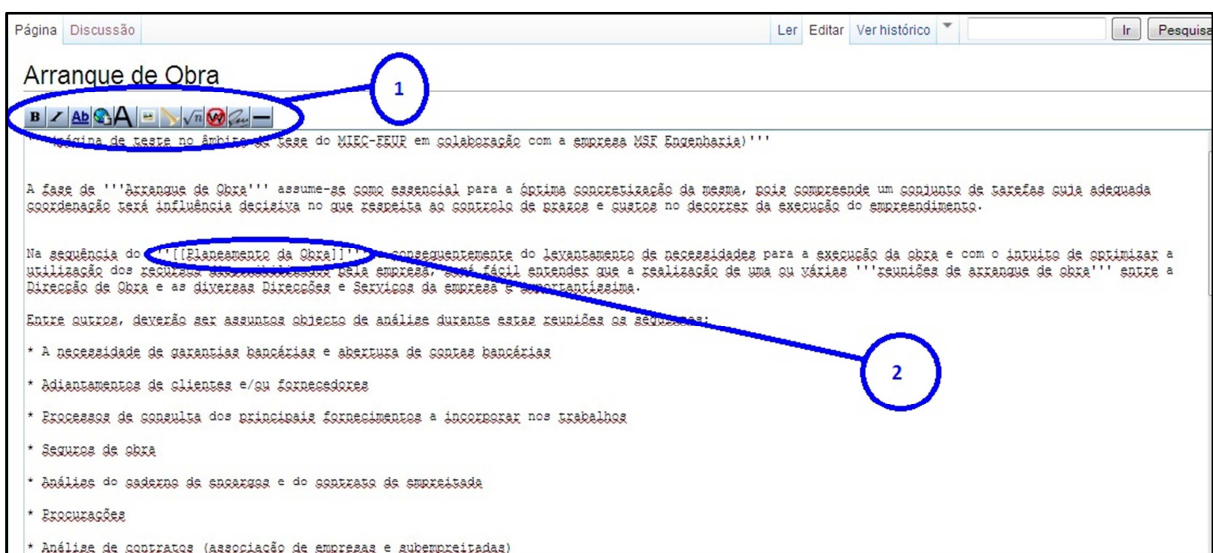 Página Discussão Ler Editar Ver histórico Ir Pesquisa
Arranque de Obra
1
B I Ab A √n W
página de teste no âmbito da tese do MIEC-FEUP em colaboração com a empresa MSF Engenharia)'''
A fase de '''Arranque de Obra''' assume-se como essencial para a óptima concretização da mesma, pois compreende um conjunto de tarefas cuja adequada
coordenação terá influência decisiva no que respeita ao controlo de prazos e custos no decorrer da execução do empreendimento.
Na sequência do '''[[Planeamento da Obra]]''' e consequentemente do levantamento de necessidades para a execução da obra e com o intuito de optimizar a
utilização dos recursos disponibilizados pela empresa, será fácil entender que a realização de uma ou várias '''reuniões de arranque de obra''' entre a
Direcção de Obra e as diversas Direcções e Serviços da empresa é importantíssima.
Entre outros, deverão ser assuntos objecto de análise durante estas reuniões os seguintes:
* A necessidade de garantias bancárias e abertura de contas bancárias
2
* Adiantamentos de clientes e/ou fornecedores
* Processos de consulta dos principais fornecimentos a incorporar nos trabalhos
* Seguros de obra
* Análise do caderno de encargos e do contrato de empreitada
* Procurações
* Análise de contratos (associação de empresas e subempreitadas)